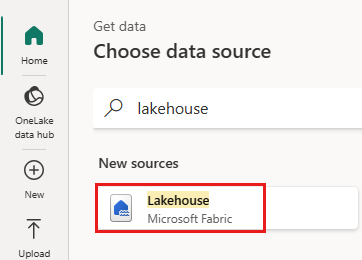 Home
OneLake
data hub
New
Upload
Get data
Choose data source
lakehouse
New sources
Lakehouse
Microsoft Fabric